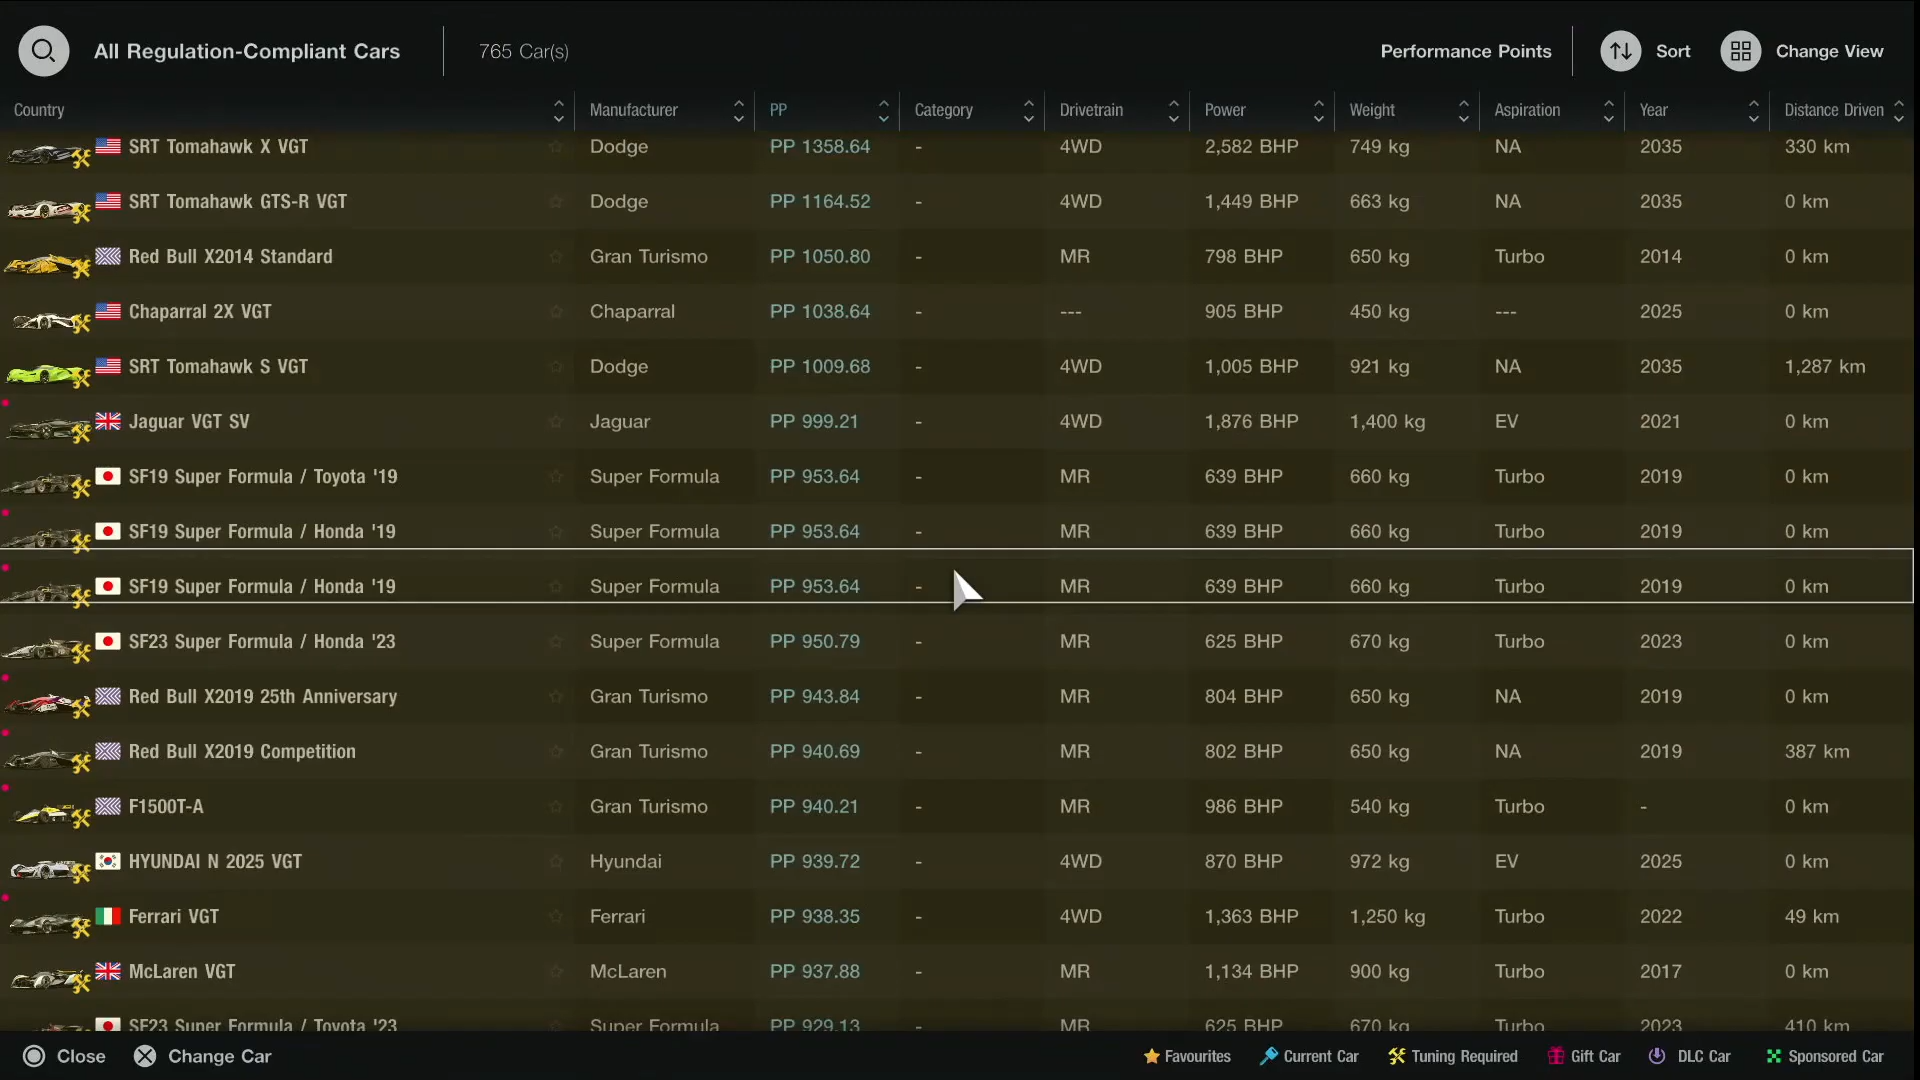 All Regulation-Compliant Cars 765 Car(s) Performance Points Sort Change View
Country Manufacturer PP Category Drivetrain Power Weight Aspiration Year Distance Driven
SRT Tomahawk X VGT Dodge PP 1358.64 - 4WD 2,582 BHP 749 kg NA 2035 330 km
SRT Tomahawk GTS-R VGT Dodge PP 1164.52 - 4WD 1,449 BHP 663 kg NA 2035 0 km
Red Bull X2014 Standard Gran Turismo PP 1050.80 - MR 798 BHP 650 kg Turbo 2014 0 km
Chaparral 2X VGT Chaparral PP 1038.64 - --- 905 BHP 450 kg --- 2025 0 km
SRT Tomahawk S VGT Dodge PP 1009.68 - 4WD 1,005 BHP 921 kg NA 2035 1,287 km
Jaguar VGT SV Jaguar PP 999.21 - 4WD 1,876 BHP 1,400 kg EV 2021 0 km
SF19 Super Formula / Toyota '19 Super Formula PP 953.64 - MR 639 BHP 660 kg Turbo 2019 0 km
SF19 Super Formula / Honda '19 Super Formula PP 953.64 - MR 639 BHP 660 kg Turbo 2019 0 km
SF19 Super Formula / Honda '19 Super Formula PP 953.64 - MR 639 BHP 660 kg Turbo 2019 0 km
SF23 Super Formula / Honda '23 Super Formula PP 950.79 - MR 625 BHP 670 kg Turbo 2023 0 km
Red Bull X2019 25th Anniversary Gran Turismo PP 943.84 - MR 804 BHP 650 kg NA 2019 0 km
Red Bull X2019 Competition Gran Turismo PP 940.69 - MR 802 BHP 650 kg NA 2019 387 km
F1500T-A Gran Turismo PP 940.21 - MR 986 BHP 540 kg Turbo - 0 km
HYUNDAI N 2025 VGT Hyundai PP 939.72 - 4WD 870 BHP 972 kg EV 2025 0 km
Ferrari VGT Ferrari PP 938.35 - 4WD 1,363 BHP 1,250 kg Turbo 2022 49 km
McLaren VGT McLaren PP 937.88 - MR 1,134 BHP 900 kg Turbo 2017 0 km
SF23 Super Formula / Toyota '23 Super Formula PP 929.13 - MR 625 BHP 670 kg Turbo 2023 410 km
Close Change Car Favourites Current Car Tuning Required Gift Car DLC Car Sponsored Car